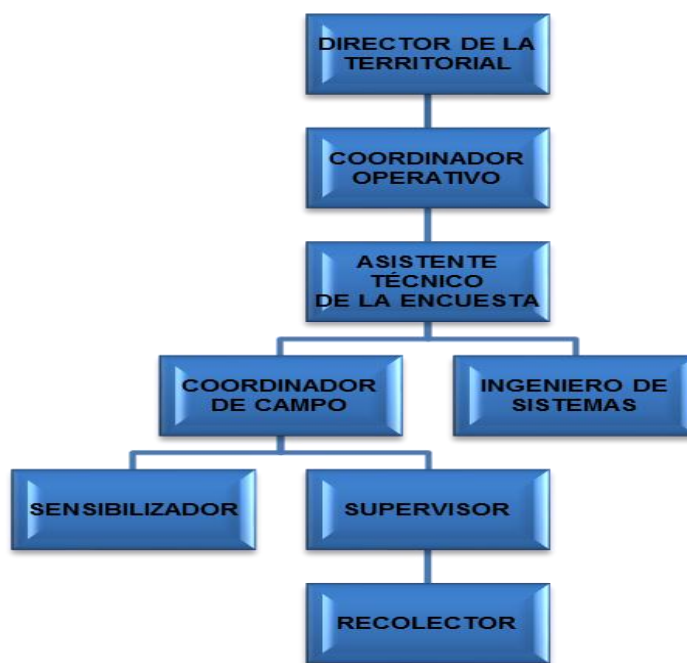 DIRECTOR DE LA
TERRITORIAL
COORDINADOR
OPERATIVO
ASISTENTE
TÉCNICO
DE LA ENCUESTA
COORDINADOR
DE CAMPO
INGENIERO DE
SISTEMAS
SENSIBILIZADOR
SUPERVISOR
RECOLECTOR